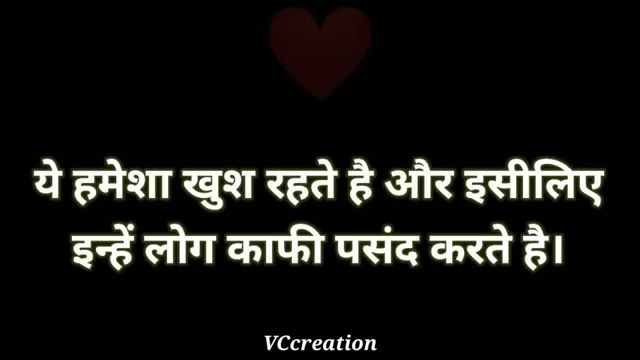 ये हमेशा खुश रहते है और इसीलिए
इन्हें लोग काफी पसंद करते है।
VCcreation